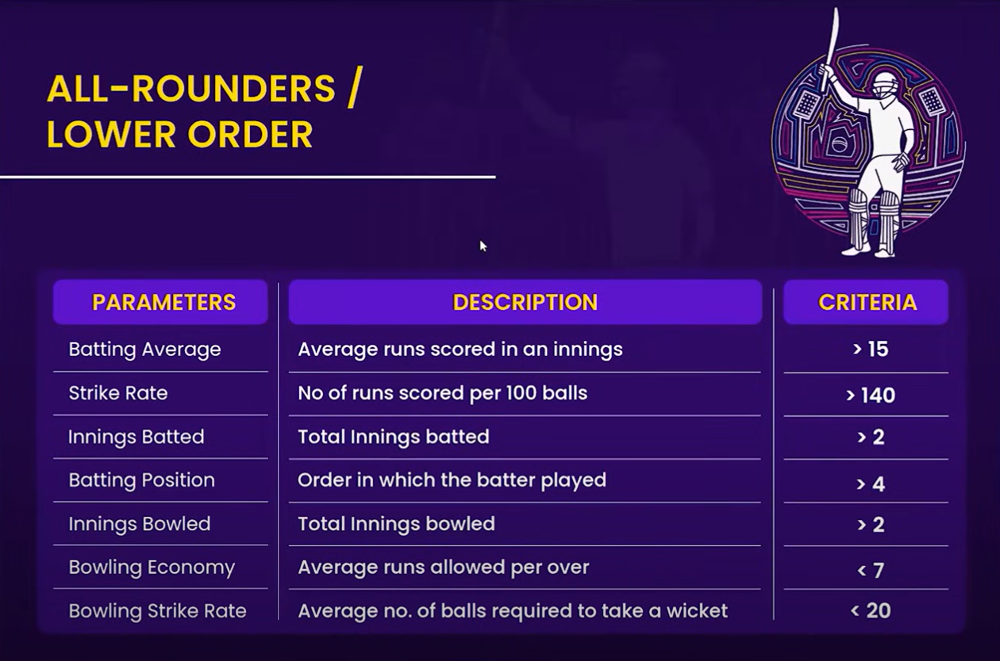 ALL-ROUNDERS /
LOWER ORDER
PARAMETERS DESCRIPTION CRITERIA
Batting Average Average runs scored in an innings > 15
Strike Rate No of runs scored per 100 balls > 140
Innings Batted Total Innings batted > 2
Batting Position Order in which the batter played > 4
Innings Bowled Total Innings bowled > 2
Bowling Economy Average runs allowed per over < 7
Bowling Strike Rate Average no. of balls required to take a wicket < 20